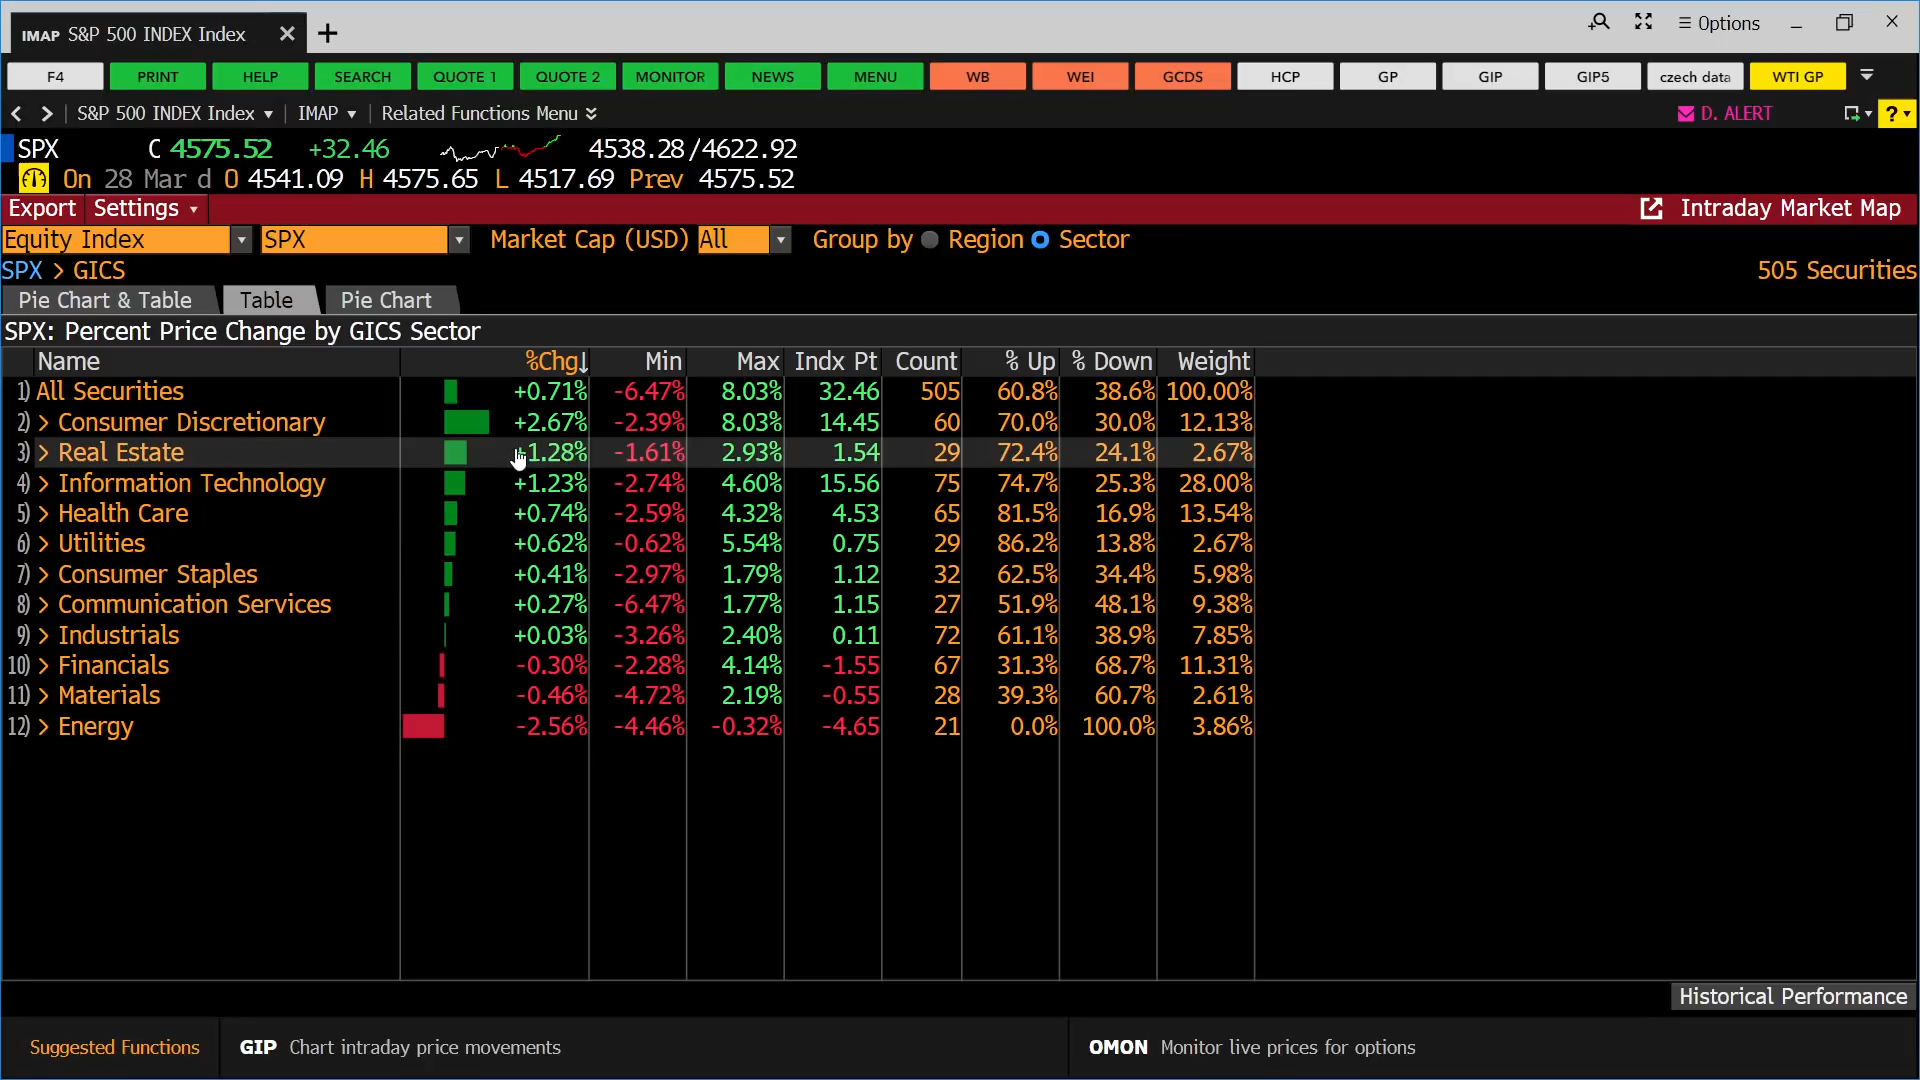 IMAP S&P 500 INDEX Index
Options
F4 PRINT HELP SEARCH QUOTE 1 QUOTE 2 MONITOR NEWS MENU WB WEI GCDS HCP GP GIP GIP5 czech data WTI GP
S&P 500 INDEX Index IMAP Related Functions Menu D. ALERT ?
SPX C 4575.52 +32.46 4538.28/4622.92
On 28 Mar d O 4541.09 H 4575.65 L 4517.69 Prev 4575.52
Export Settings Intraday Market Map
Equity Index SPX Market Cap (USD) All Group by Region Sector
SPX > GICS 505 Securities
Pie Chart & Table Table Pie Chart
SPX: Percent Price Change by GICS Sector
Name %Chg↓ Min Max Indx Pt Count % Up % Down Weight
1) All Securities +0.71% -6.47% 8.03% 32.46 505 60.8% 38.6% 100.00%
2) > Consumer Discretionary +2.67% -2.39% 8.03% 14.45 60 70.0% 30.0% 12.13%
3) > Real Estate +1.28% -1.61% 2.93% 1.54 29 72.4% 24.1% 2.67%
4) > Information Technology +1.23% -2.74% 4.60% 15.56 75 74.7% 25.3% 28.00%
5) > Health Care +0.74% -2.59% 4.32% 4.53 65 81.5% 16.9% 13.54%
6) > Utilities +0.62% -0.62% 5.54% 0.75 29 86.2% 13.8% 2.67%
7) > Consumer Staples +0.41% -2.97% 1.79% 1.12 32 62.5% 34.4% 5.98%
8) > Communication Services +0.27% -6.47% 1.77% 1.15 27 51.9% 48.1% 9.38%
9) > Industrials +0.03% -3.26% 2.40% 0.11 72 61.1% 38.9% 7.85%
10) > Financials -0.30% -2.28% 4.14% -1.55 67 31.3% 68.7% 11.31%
11) > Materials -0.46% -4.72% 2.19% -0.55 28 39.3% 60.7% 2.61%
12) > Energy -2.56% -4.46% -0.32% -4.65 21 0.0% 100.0% 3.86%
Historical Performance
Suggested Functions GIP Chart intraday price movements OMON Monitor live prices for options